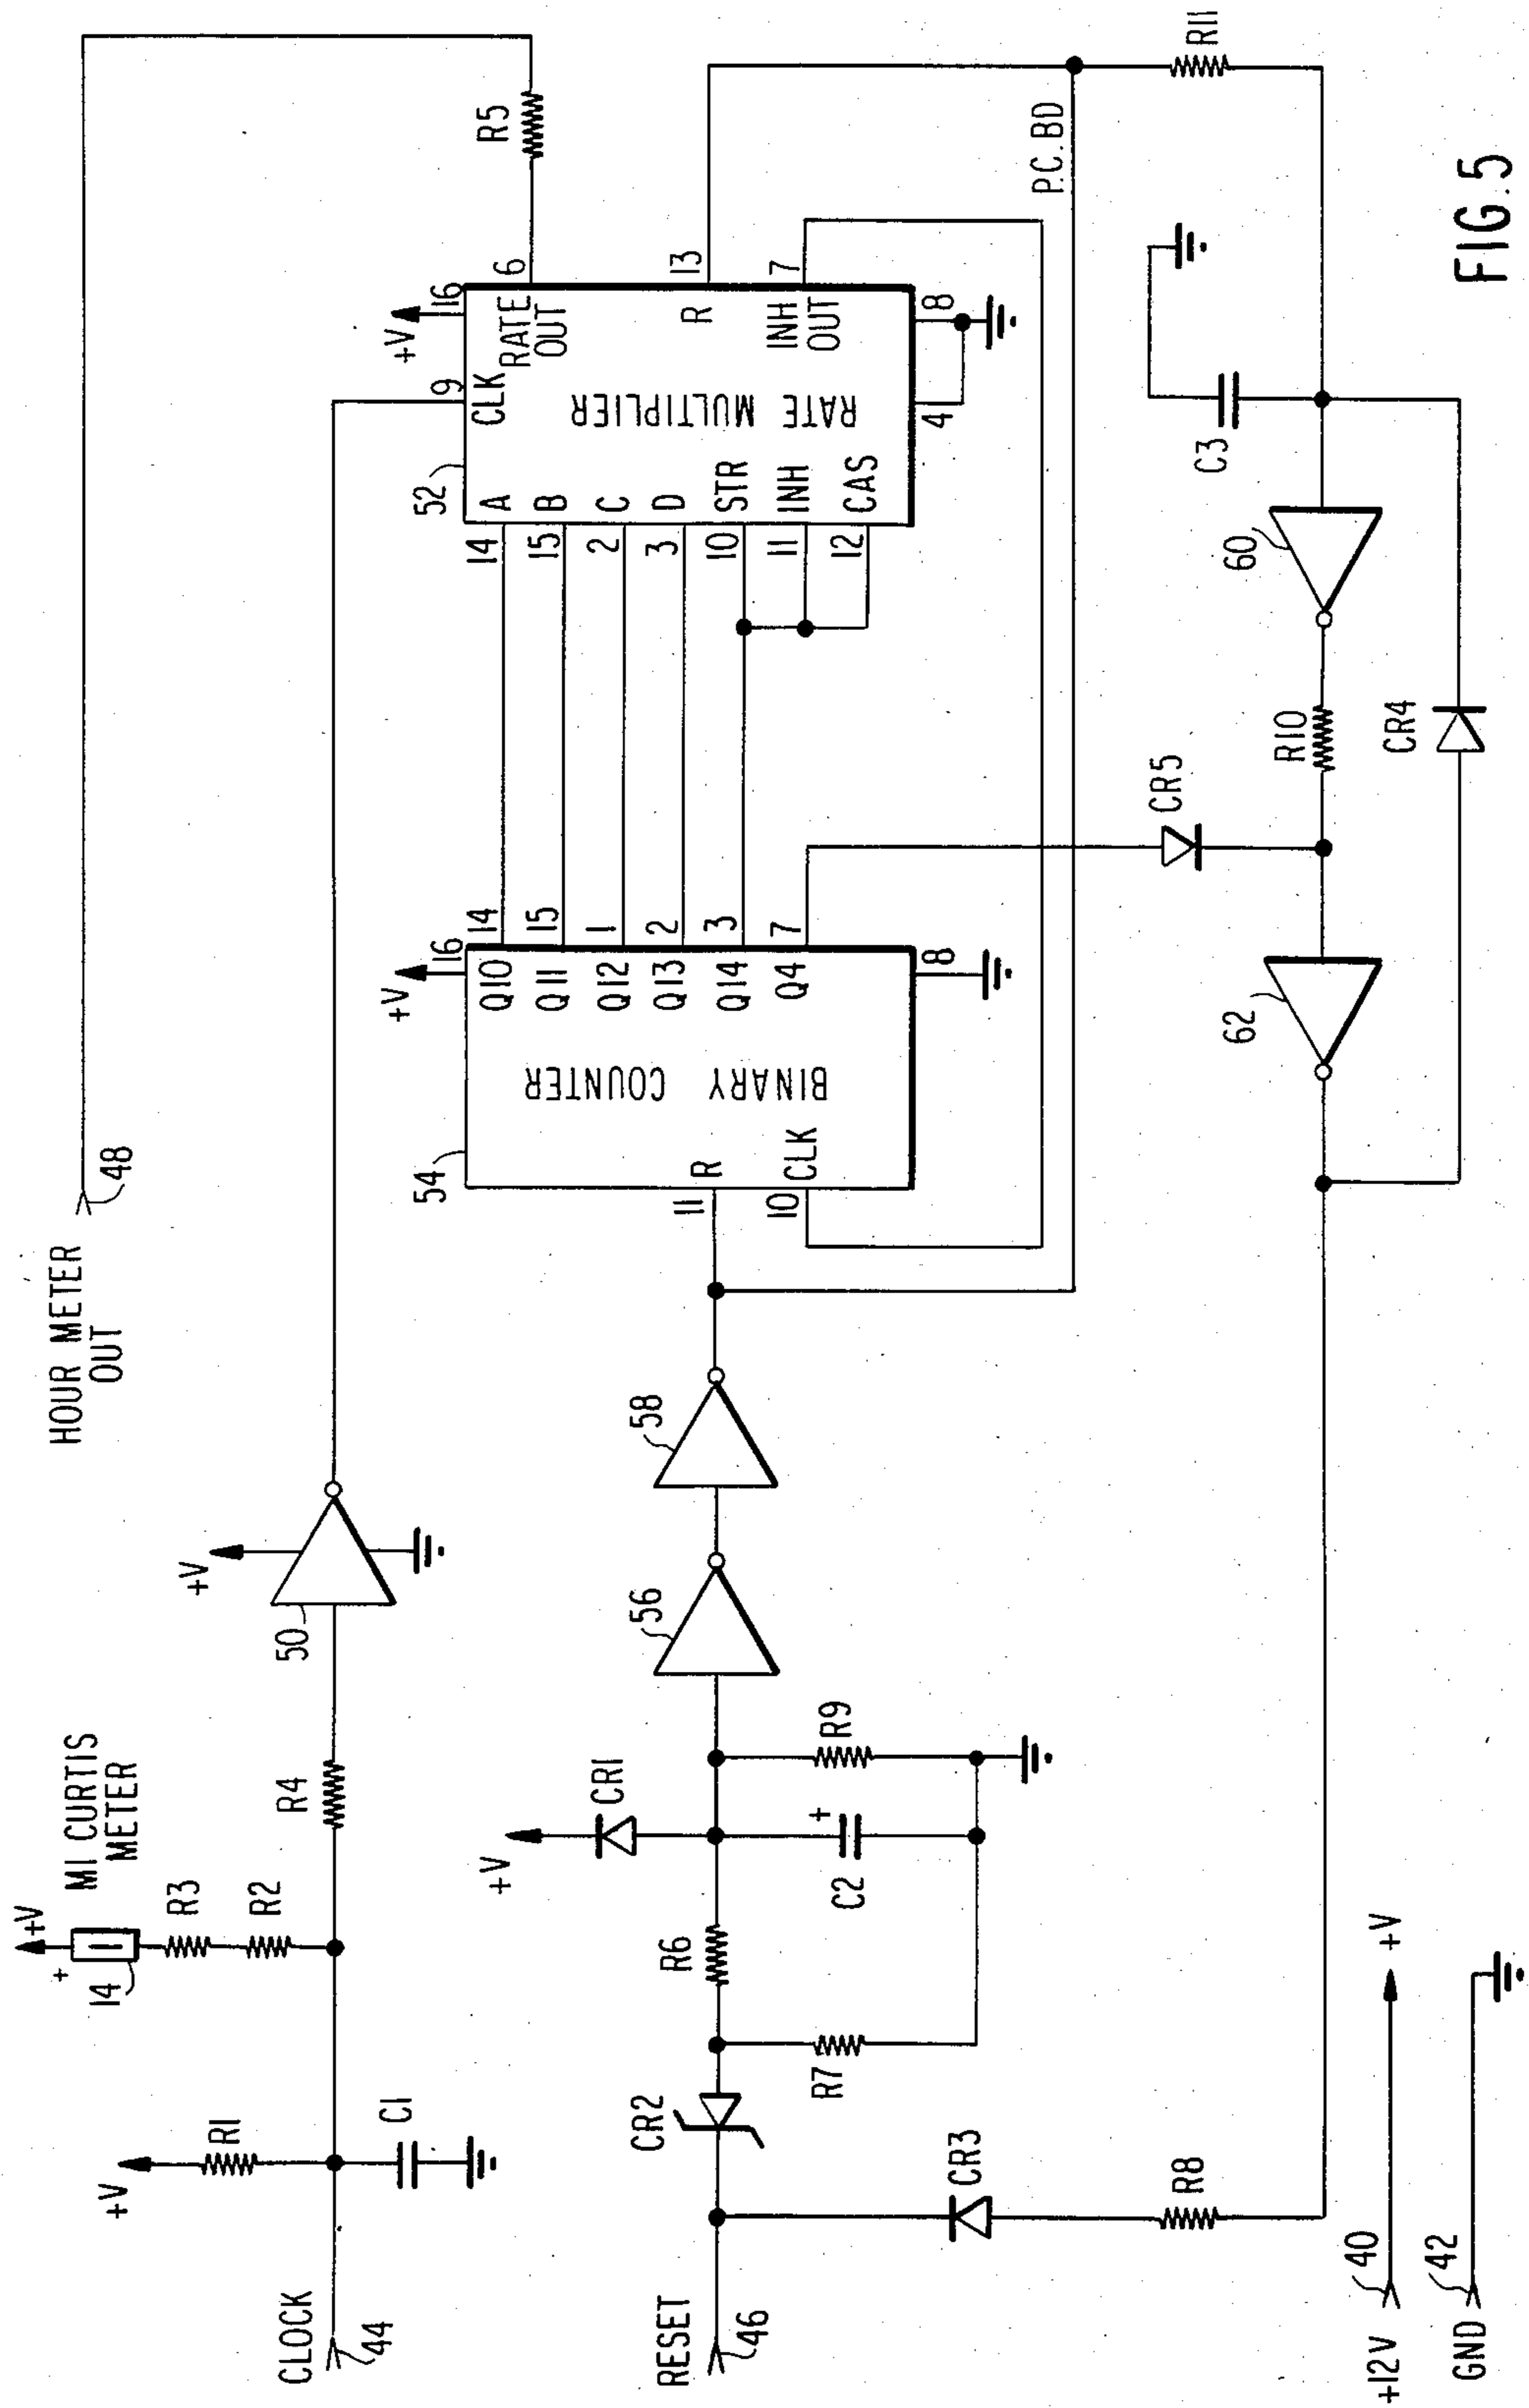 HOUR METER
OUT
48
MI CURTIS
METER
+V
+
14
R3
R2
+V
R1
CLOCK
44
C1
R4
50
+V
R5
+V
16
Q10 14
Q11 15
Q12 1
Q13 2
Q14 3
Q4 7
8
BINARY COUNTER
54
R
11
CLK
10
52
+V
16
9
CLK
RATE
OUT
6
14 A
15 B
2 C
3 D
10 STR
11 INH
12 CAS
R
13
INH
OUT
7
4
8
RATE MULTIPLIER
RESET
46
CR2
R6
R7
+V
CR1
C2
+
R9
56
58
CR3
R8
P.C. BD
R11
C3
60
R10
CR5
CR4
62
+12V
40
+V
GND
42
FIG. 5